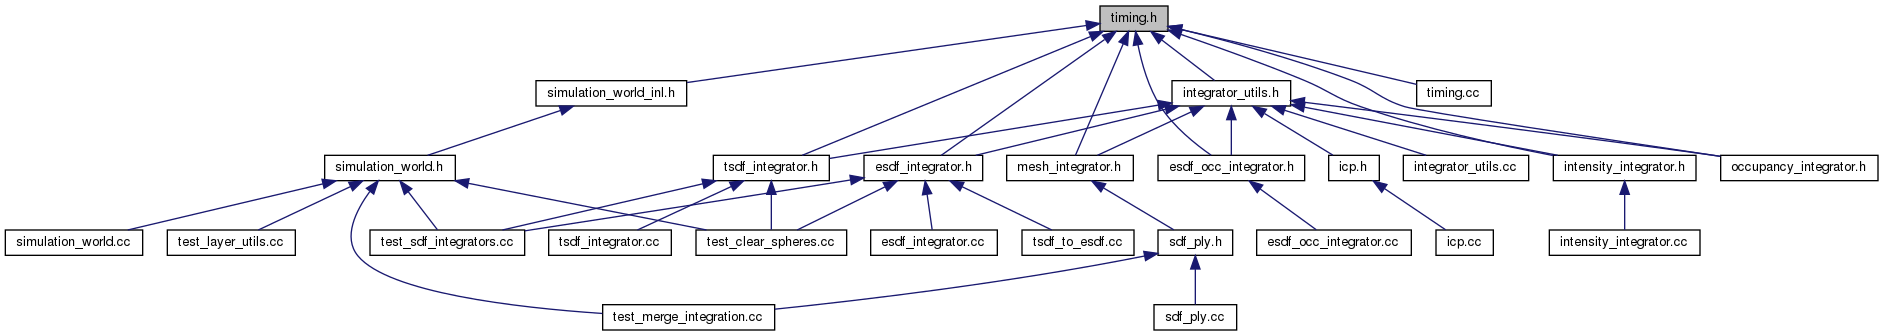 timing.h
simulation_world_inl.h
integrator_utils.h
timing.cc
simulation_world.h
tsdf_integrator.h
esdf_integrator.h
mesh_integrator.h
esdf_occ_integrator.h
icp.h
integrator_utils.cc
intensity_integrator.h
occupancy_integrator.h
simulation_world.cc
test_layer_utils.cc
test_sdf_integrators.cc
tsdf_integrator.cc
test_clear_spheres.cc
esdf_integrator.cc
tsdf_to_esdf.cc
sdf_ply.h
esdf_occ_integrator.cc
icp.cc
intensity_integrator.cc
test_merge_integration.cc
sdf_ply.cc